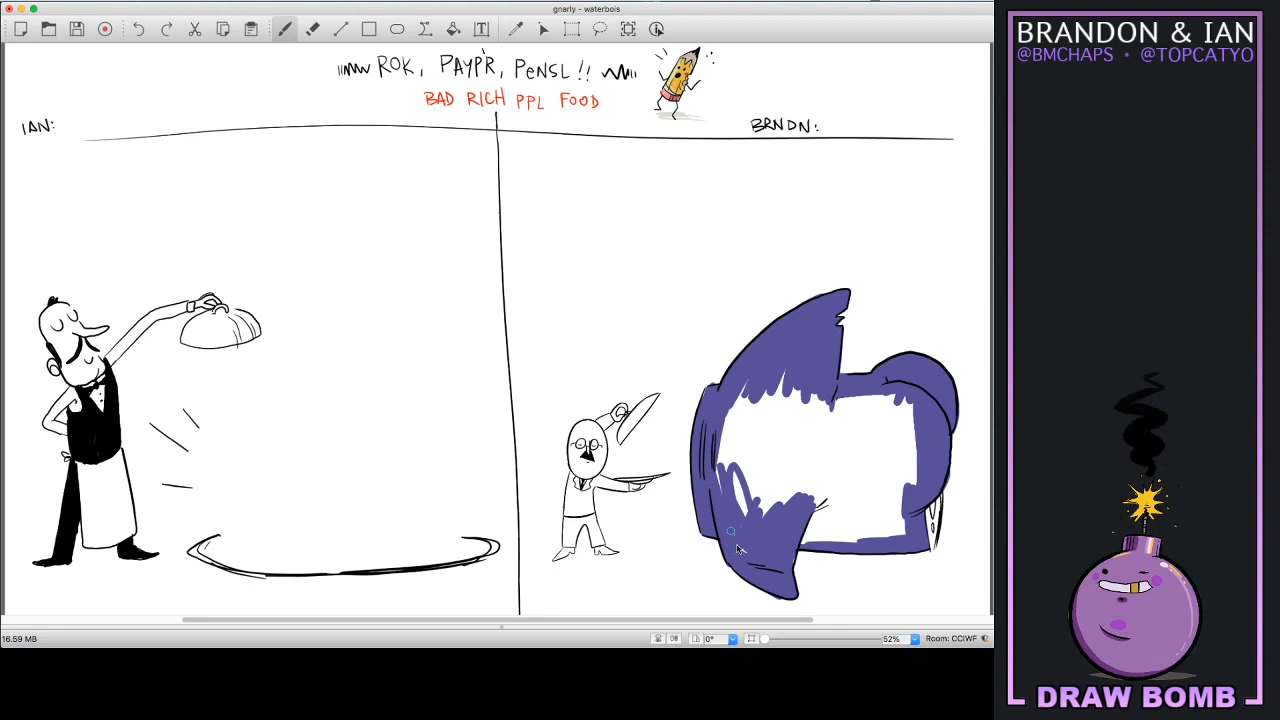 gnarly - waterbois
ROK, PAYPR, PENSL!!
BAD RICH PPL FOOD
IAN:
BRNDN:
16.59 MB
0°
52%
Room: CCIWF
BRANDON & IAN
@BMCHAPS · @TOPCATYO
DRAW BOMB